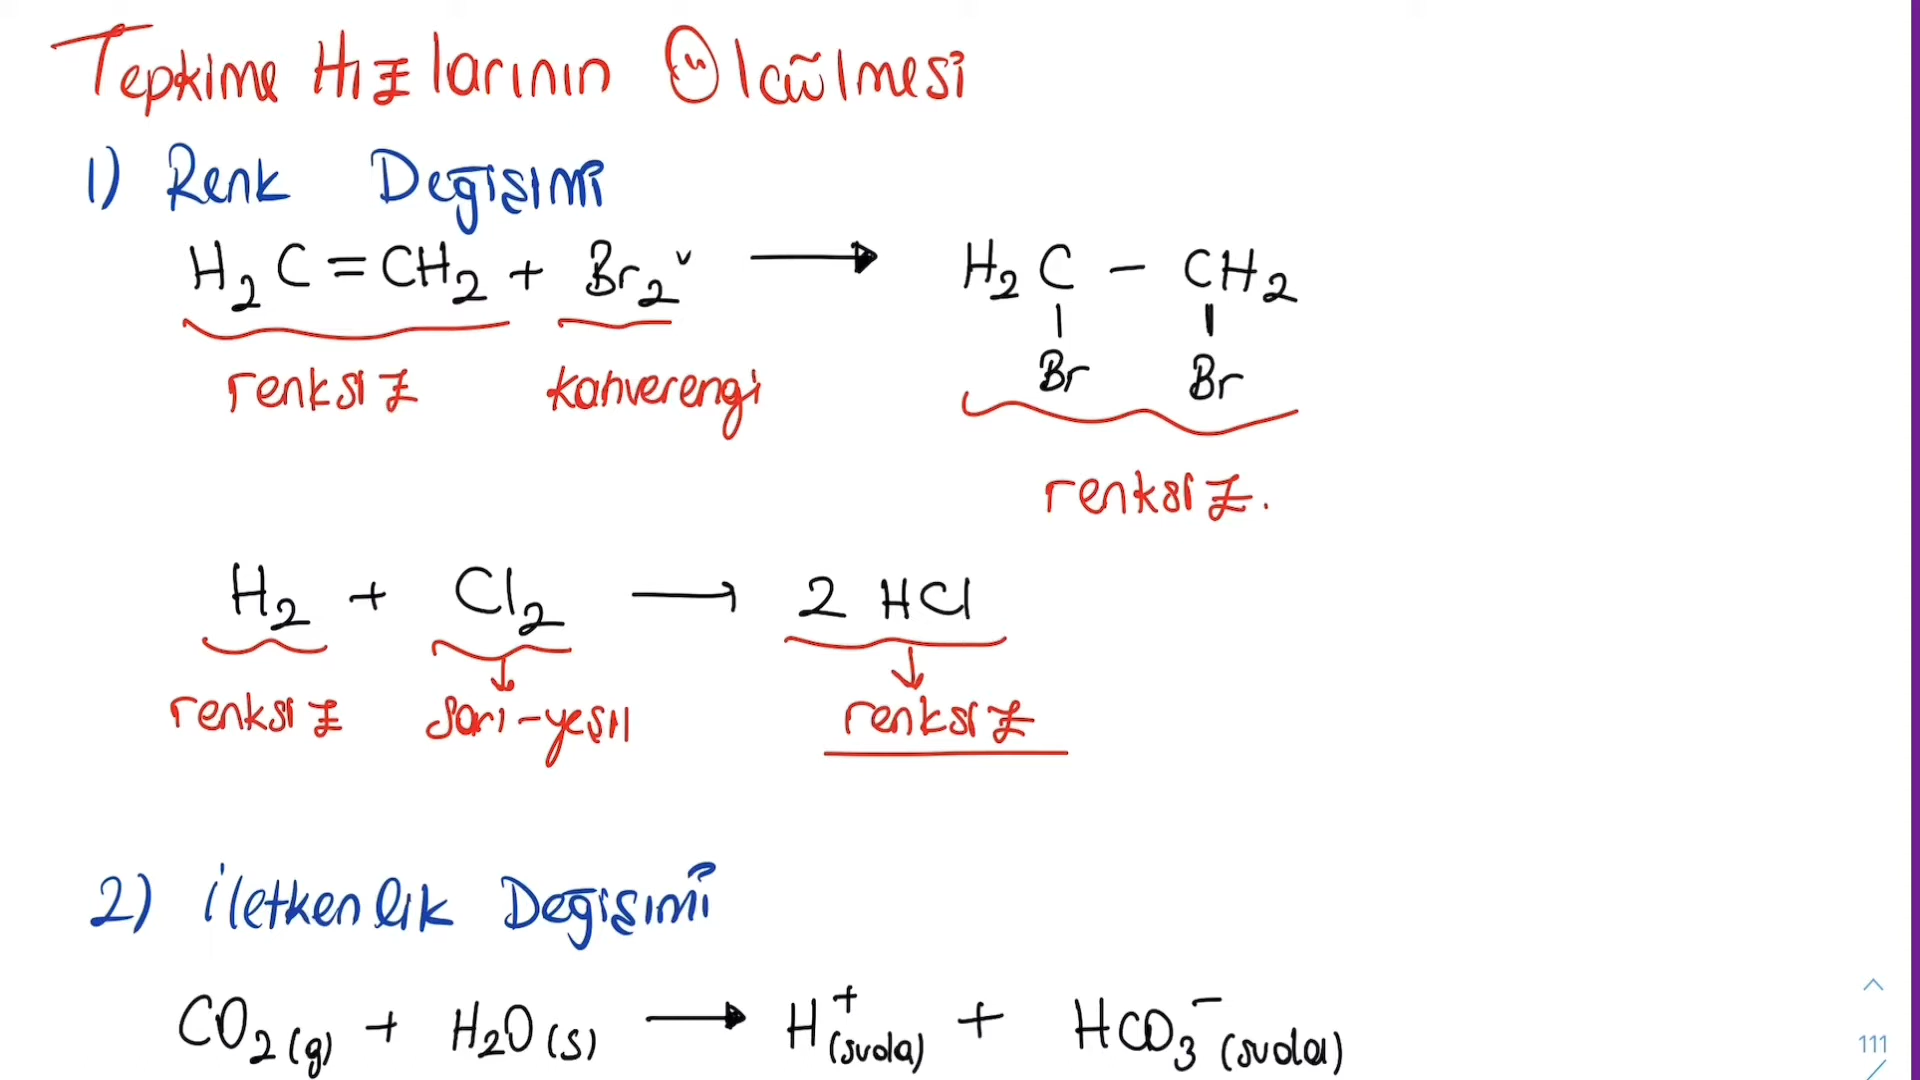 Tepkime Hızlarının Ölçülmesi
1) Renk Değişimi
H₂C=CH₂ + Br₂ ⟶ H₂C – CH₂
Br Br
renksiz kahverengi
renksiz.
H₂ + Cl₂ ⟶ 2 HCl
renksiz sarı-yeşil renksiz
2) İletkenlik Değişimi
CO₂(g) + H₂O(s) ⟶ H⁺(suda) + HCO₃⁻(suda)
111